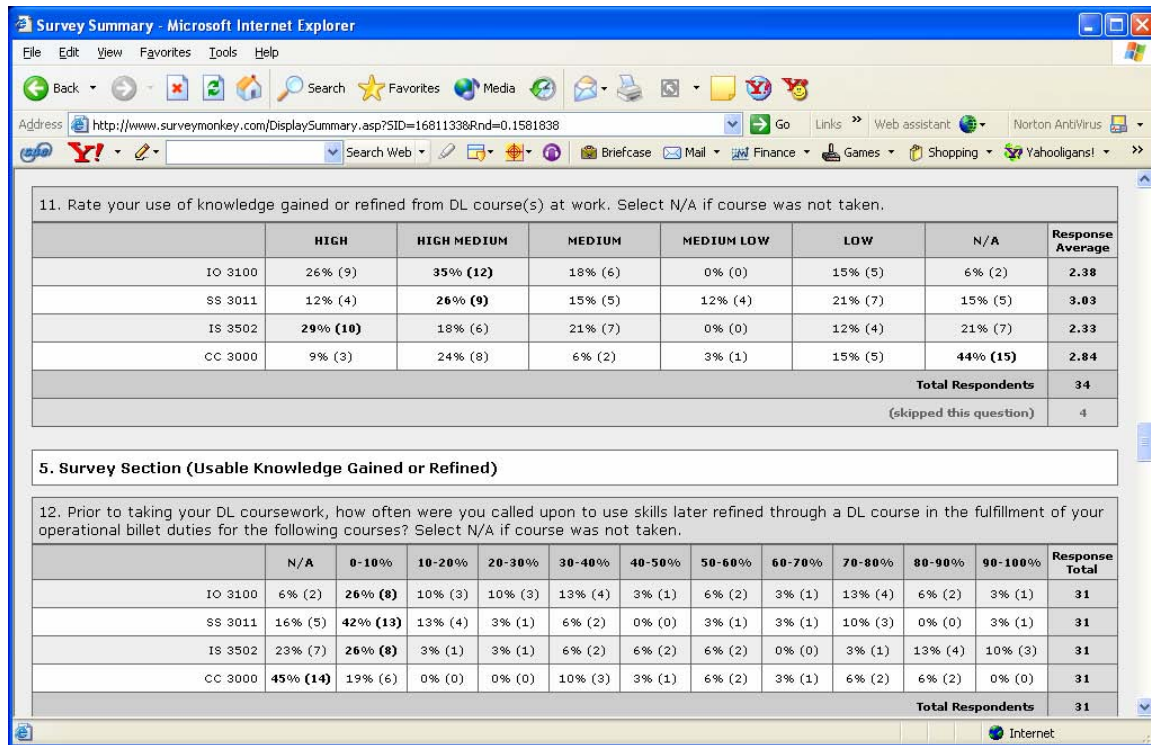 Survey Summary - Microsoft Internet Explorer
File Edit View Favorites Tools Help
Back Search Favorites Media
Address http://www.surveymonkey.com/DisplaySummary.asp?SID=1681133&Rnd=0.1581838 Go Links » Web assistant Norton AntiVirus
Y! Search Web Briefcase Mail Finance Games Shopping Yahooligans! »
11. Rate your use of knowledge gained or refined from DL course(s) at work. Select N/A if course was not taken.
HIGH HIGH MEDIUM MEDIUM MEDIUM LOW LOW N/A Response Average
IO 3100 26% (9) 35% (12) 18% (6) 0% (0) 15% (5) 6% (2) 2.38
SS 3011 12% (4) 26% (9) 15% (5) 12% (4) 21% (7) 15% (5) 3.03
IS 3502 29% (10) 18% (6) 21% (7) 0% (0) 12% (4) 21% (7) 2.33
CC 3000 9% (3) 24% (8) 6% (2) 3% (1) 15% (5) 44% (15) 2.84
Total Respondents 34
(skipped this question) 4
5. Survey Section (Usable Knowledge Gained or Refined)
12. Prior to taking your DL coursework, how often were you called upon to use skills later refined through a DL course in the fulfillment of your
operational billet duties for the following courses? Select N/A if course was not taken.
N/A 0-10% 10-20% 20-30% 30-40% 40-50% 50-60% 60-70% 70-80% 80-90% 90-100% Response Total
IO 3100 6% (2) 26% (8) 10% (3) 10% (3) 13% (4) 3% (1) 6% (2) 3% (1) 13% (4) 6% (2) 3% (1) 31
SS 3011 16% (5) 42% (13) 13% (4) 3% (1) 6% (2) 0% (0) 3% (1) 3% (1) 10% (3) 0% (0) 3% (1) 31
IS 3502 23% (7) 26% (8) 3% (1) 3% (1) 6% (2) 6% (2) 6% (2) 0% (0) 3% (1) 13% (4) 10% (3) 31
CC 3000 45% (14) 19% (6) 0% (0) 0% (0) 10% (3) 3% (1) 6% (2) 3% (1) 6% (2) 6% (2) 0% (0) 31
Total Respondents 31
Internet